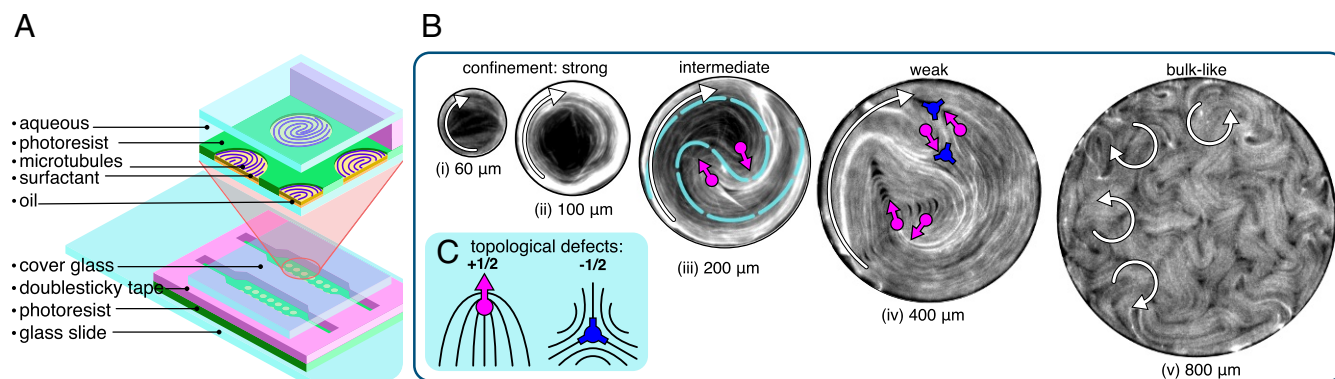 A
• aqueous
• photoresist
• microtubules
• surfactant
• oil
• cover glass
• doublesticky tape
• photoresist
• glass slide
B
confinement: strong
intermediate
weak
bulk-like
(i) 60 µm
(ii) 100 µm
(iii) 200 µm
(iv) 400 µm
(v) 800 µm
C topological defects:
+1/2
-1/2